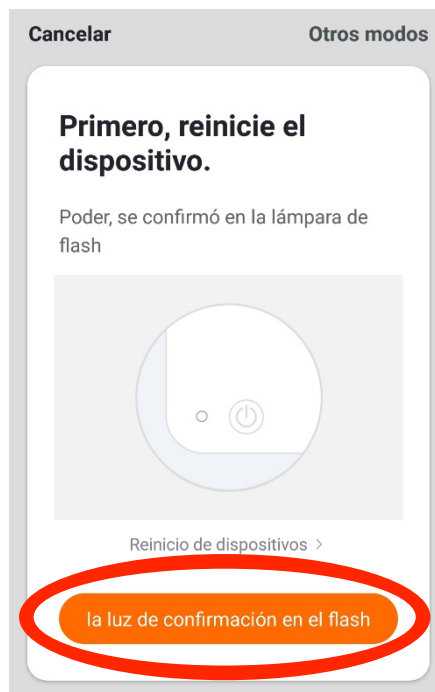 Cancelar
Otros modos
Primero, reinicie el
dispositivo.
Poder, se confirmó en la lámpara de
flash
Reinicio de dispositivos >
la luz de confirmación en el flash